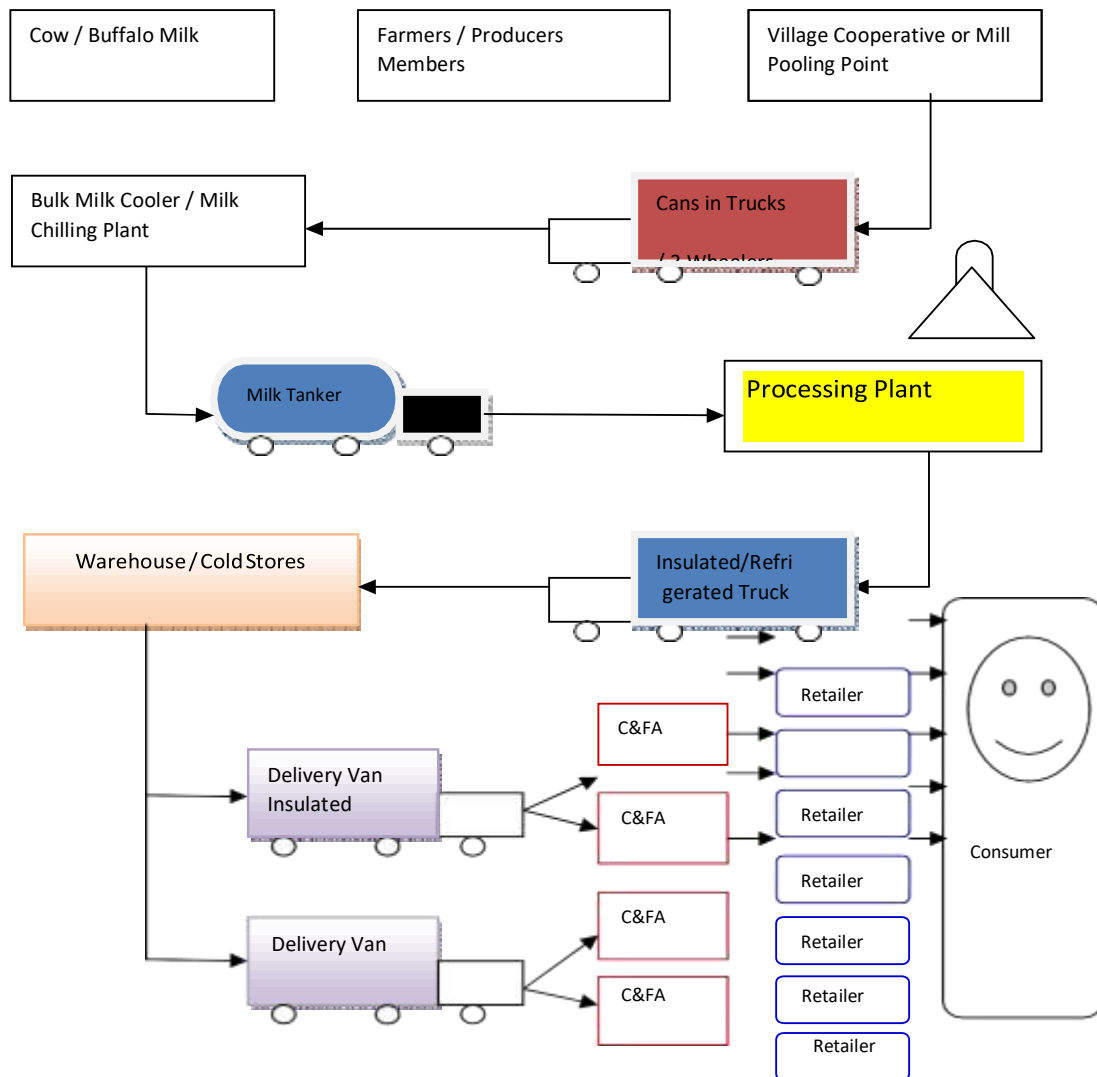 Cow / Buffalo Milk
Farmers / Producers
Members
Village Cooperative or Mill
Pooling Point
Bulk Milk Cooler / Milk
Chilling Plant
Cans in Trucks
/ 3 Wheelers
Milk Tanker
Processing Plant
Warehouse / Cold Stores
Insulated/Refri
gerated Truck
Retailer
C&FA
Delivery Van
Insulated
C&FA
Retailer
Consumer
Retailer
C&FA
Delivery Van
Retailer
C&FA
Retailer
Retailer